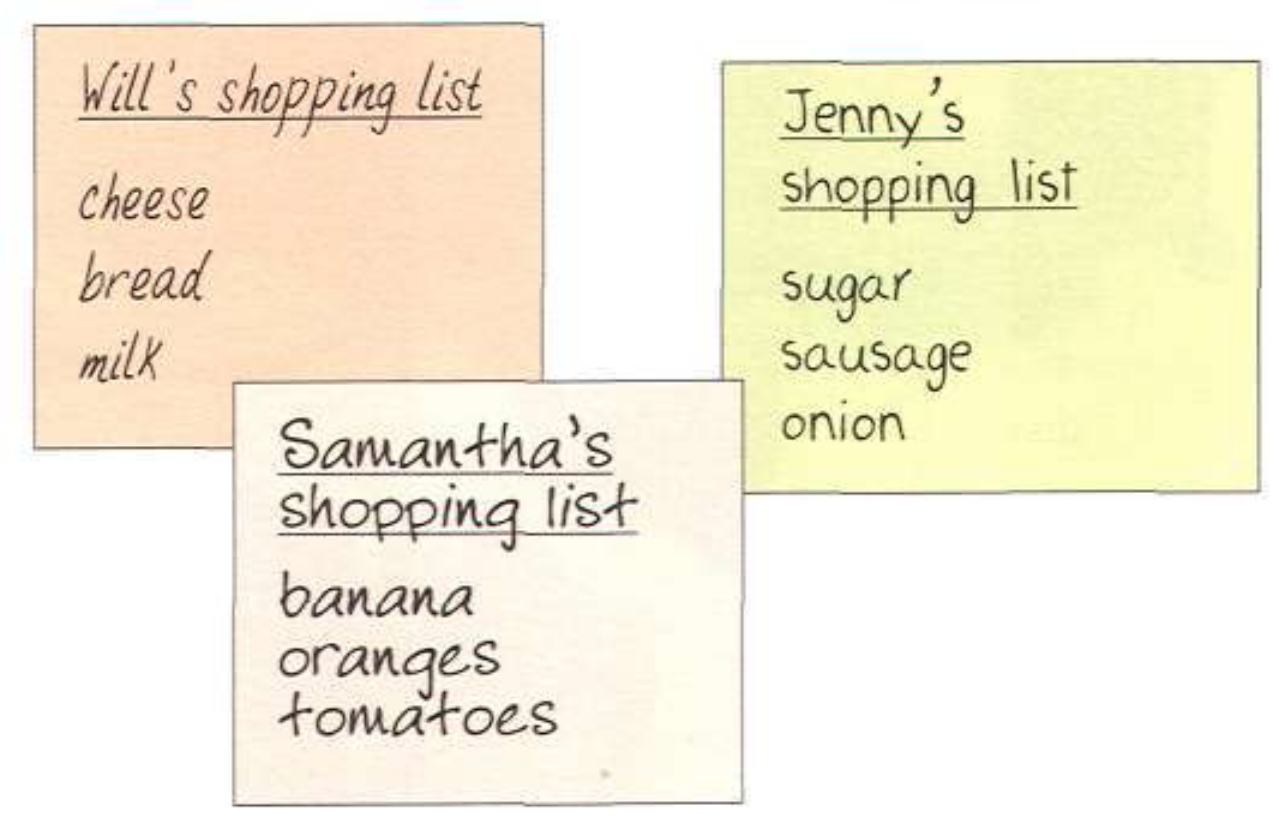 Will's shopping list
cheese
bread
milk
Jenny's
shopping list
sugar
sausage
onion
Samantha's
shopping list
banana
oranges
tomatoes